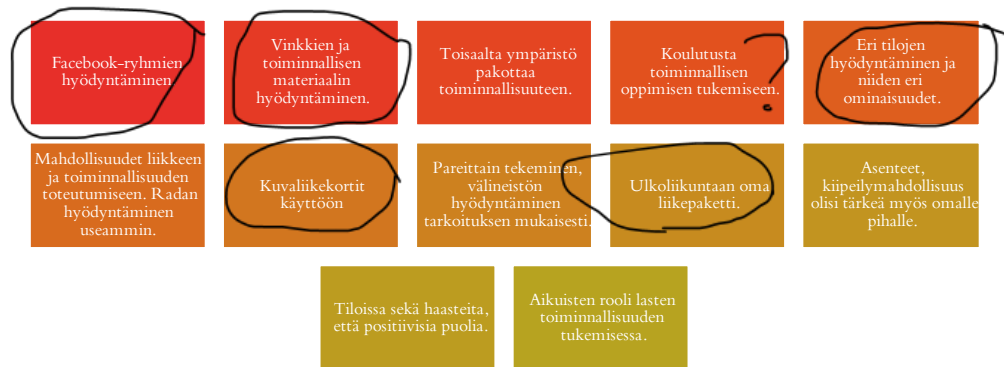 Facebook-ryhmien
hyödyntäminen
Vinkkien ja
toiminnallisen
materiaalin
hyödyntäminen.
Toisaalta ympäristö
pakottaa
toiminnallisuuteen.
Koulutusta
toiminnallisen
oppimisen tukemiseen.
?
Eri tilojen
hyödyntäminen ja
niiden eri
ominaisuudet.
Mahdollisuudet liikkeen
ja toiminnallisuuden
toteutumiseen. Radan
hyödyntäminen
useammin.
Kuvaliikekortit
käyttöön
Pareittain tekeminen,
välineistön
hyödyntäminen
tarkoituksen mukaisesti.
Ulkoliikuntaan oma
liikepaketti.
Asenteet,
kiipeilymahdollisuus
olisi tärkeä myös omalle
pihalle.
Tiloissa sekä haasteita,
että positiivisia puolia.
Aikuisten rooli lasten
toiminnallisuuden
tukemisessa.